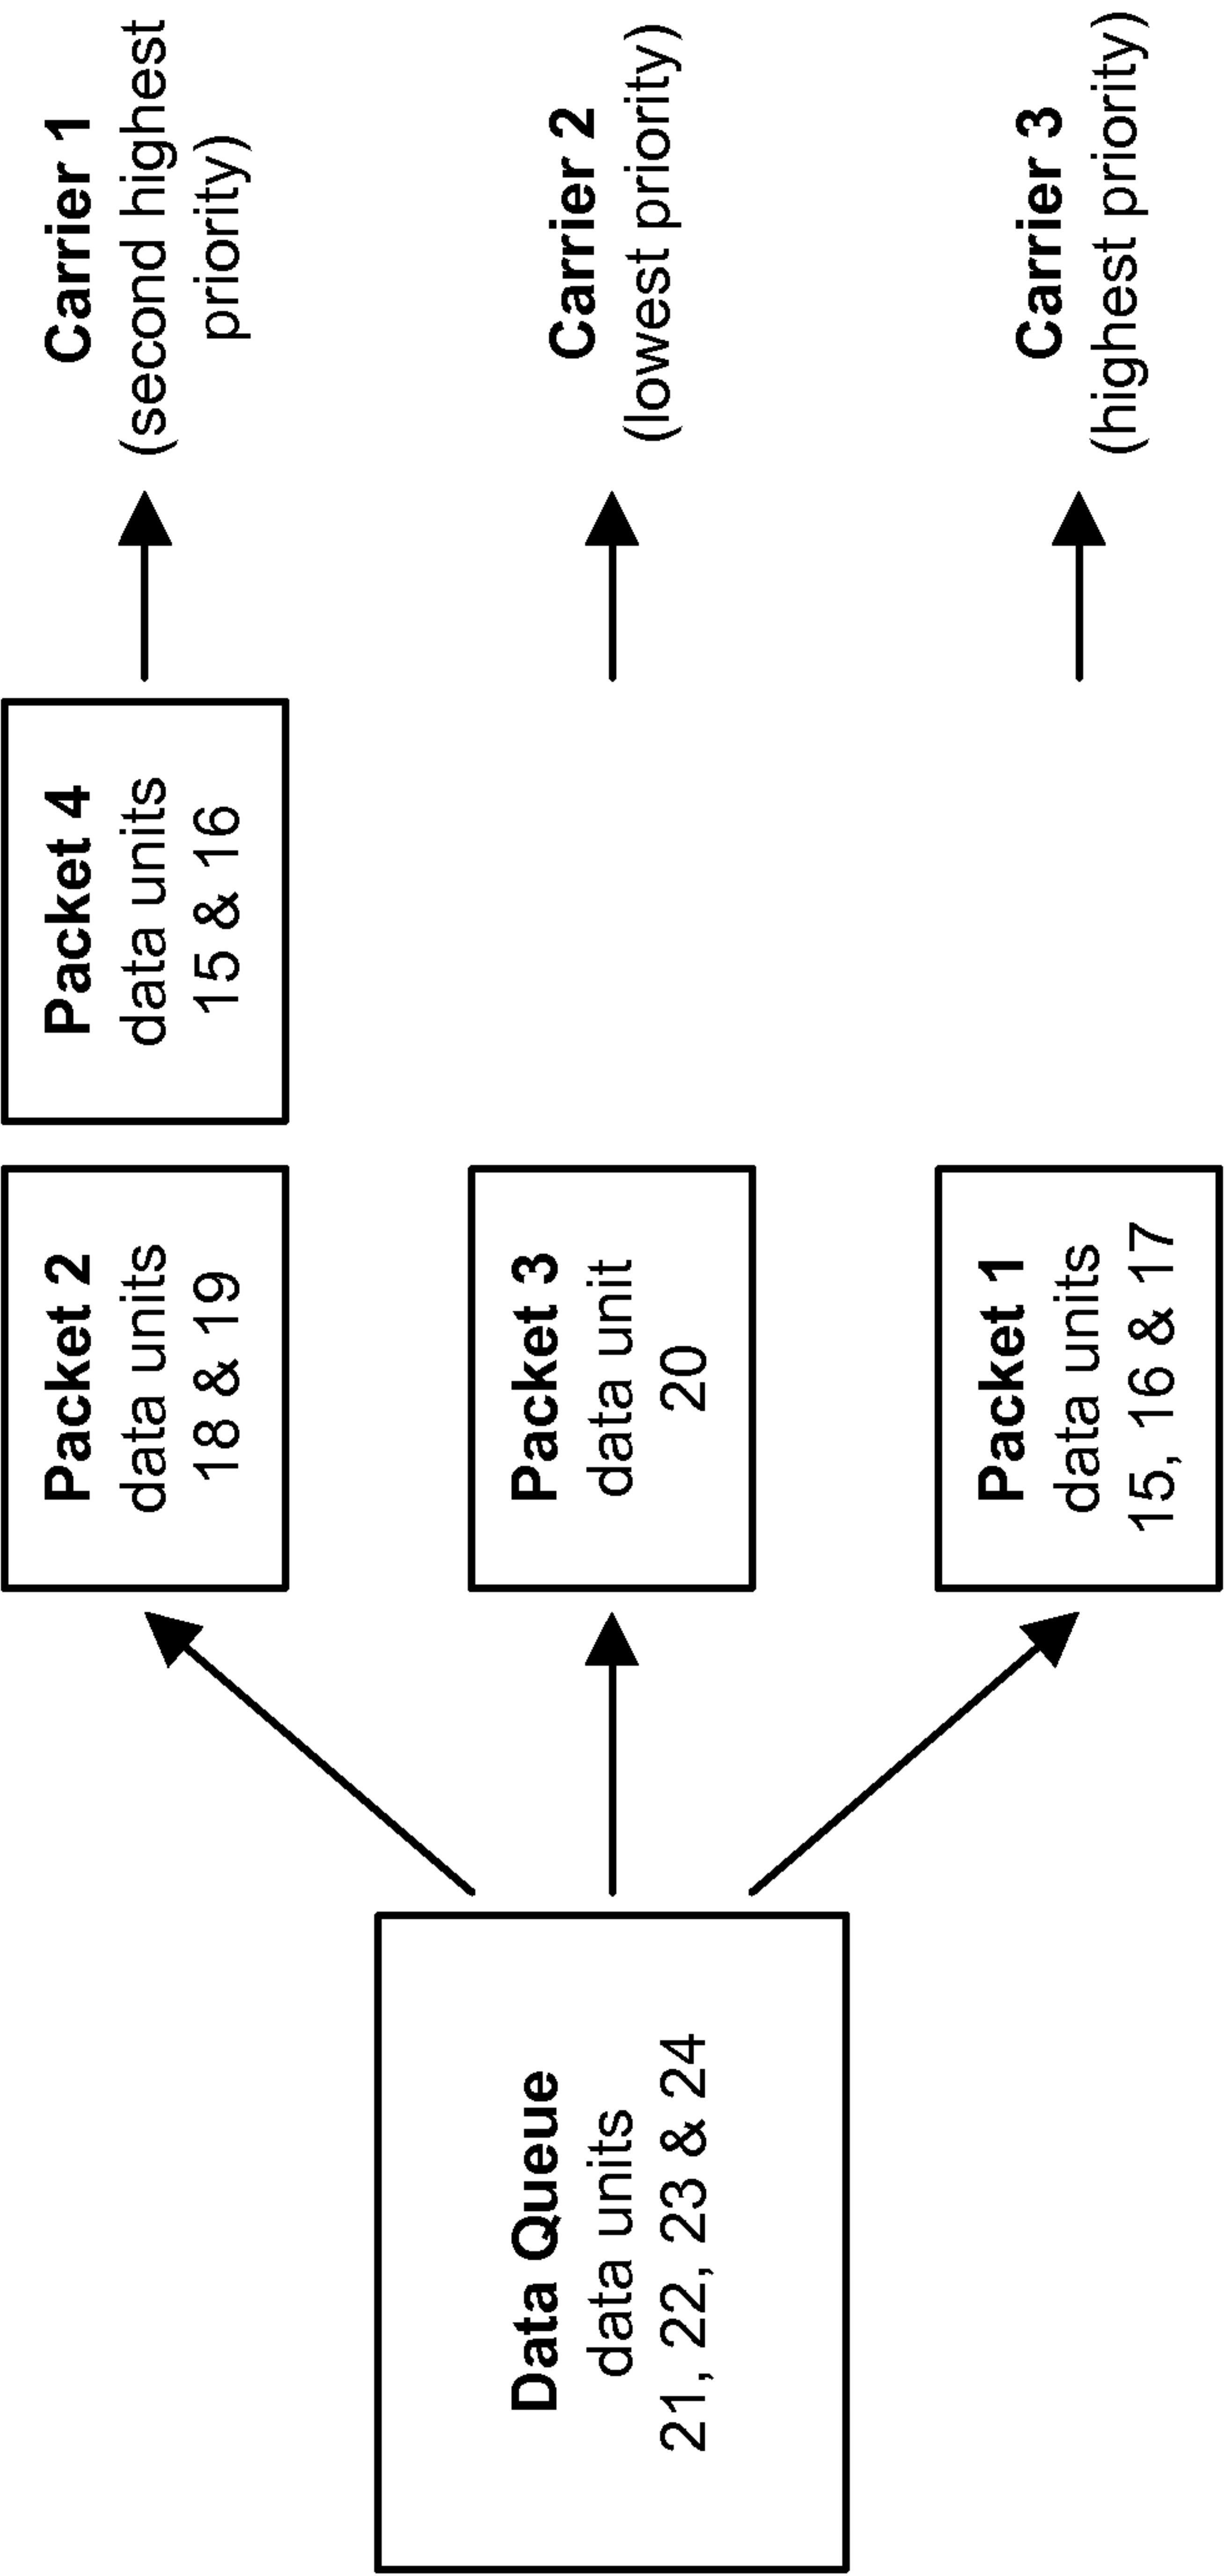 Data Queue
data units
21, 22, 23 & 24
Packet 2
data units
18 & 19
Packet 4
data units
15 & 16
Carrier 1
(second highest
priority)
Packet 3
data unit
20
Carrier 2
(lowest priority)
Packet 1
data units
15, 16 & 17
Carrier 3
(highest priority)